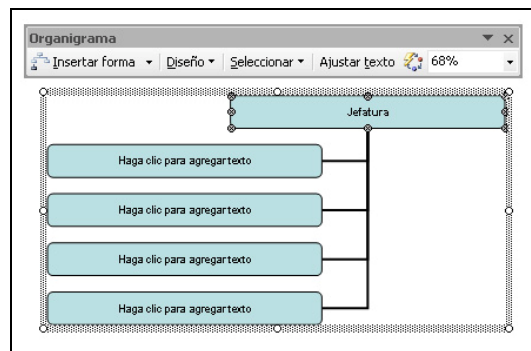 Organigrama
Insertar forma Diseño Seleccionar Ajustar texto 68%
Jefatura
Haga clic para agregar texto
Haga clic para agregar texto
Haga clic para agregar texto
Haga clic para agregar texto